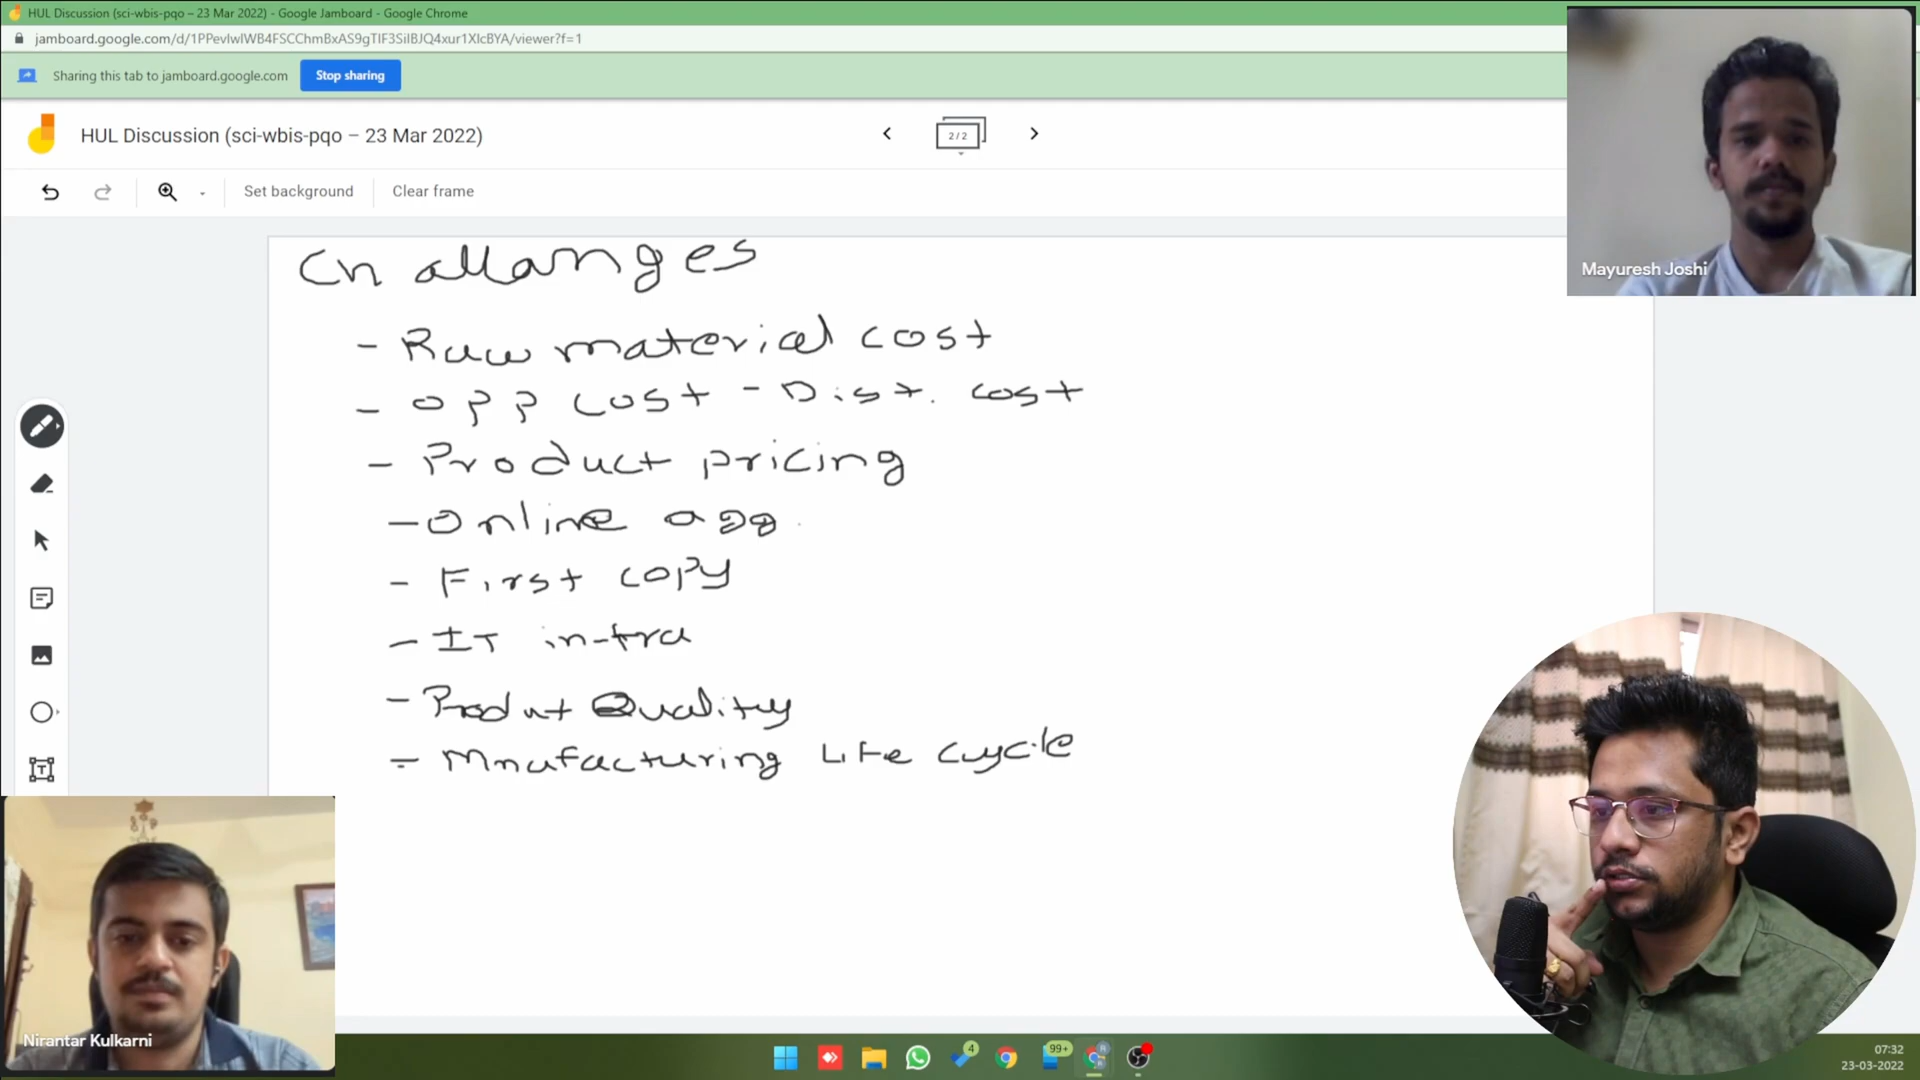 HUL Discussion (sci-wbis-pqo – 23 Mar 2022) - Google Jamboard - Google Chrome
Sharing this tab to jamboard.google.com Stop sharing
HUL Discussion (sci-wbis-pqo – 23 Mar 2022)
2/2
Set background Clear frame
Mayuresh Joshi
Challanges
- Raw material cost
- opp cost - Dist. cost
- Product pricing
- Online agg
- First copy
- IT infra
- Product Quality
- Mnufacturing Life Cycle
Nirantar Kulkarni
4
99+
07:32
23-03-2022